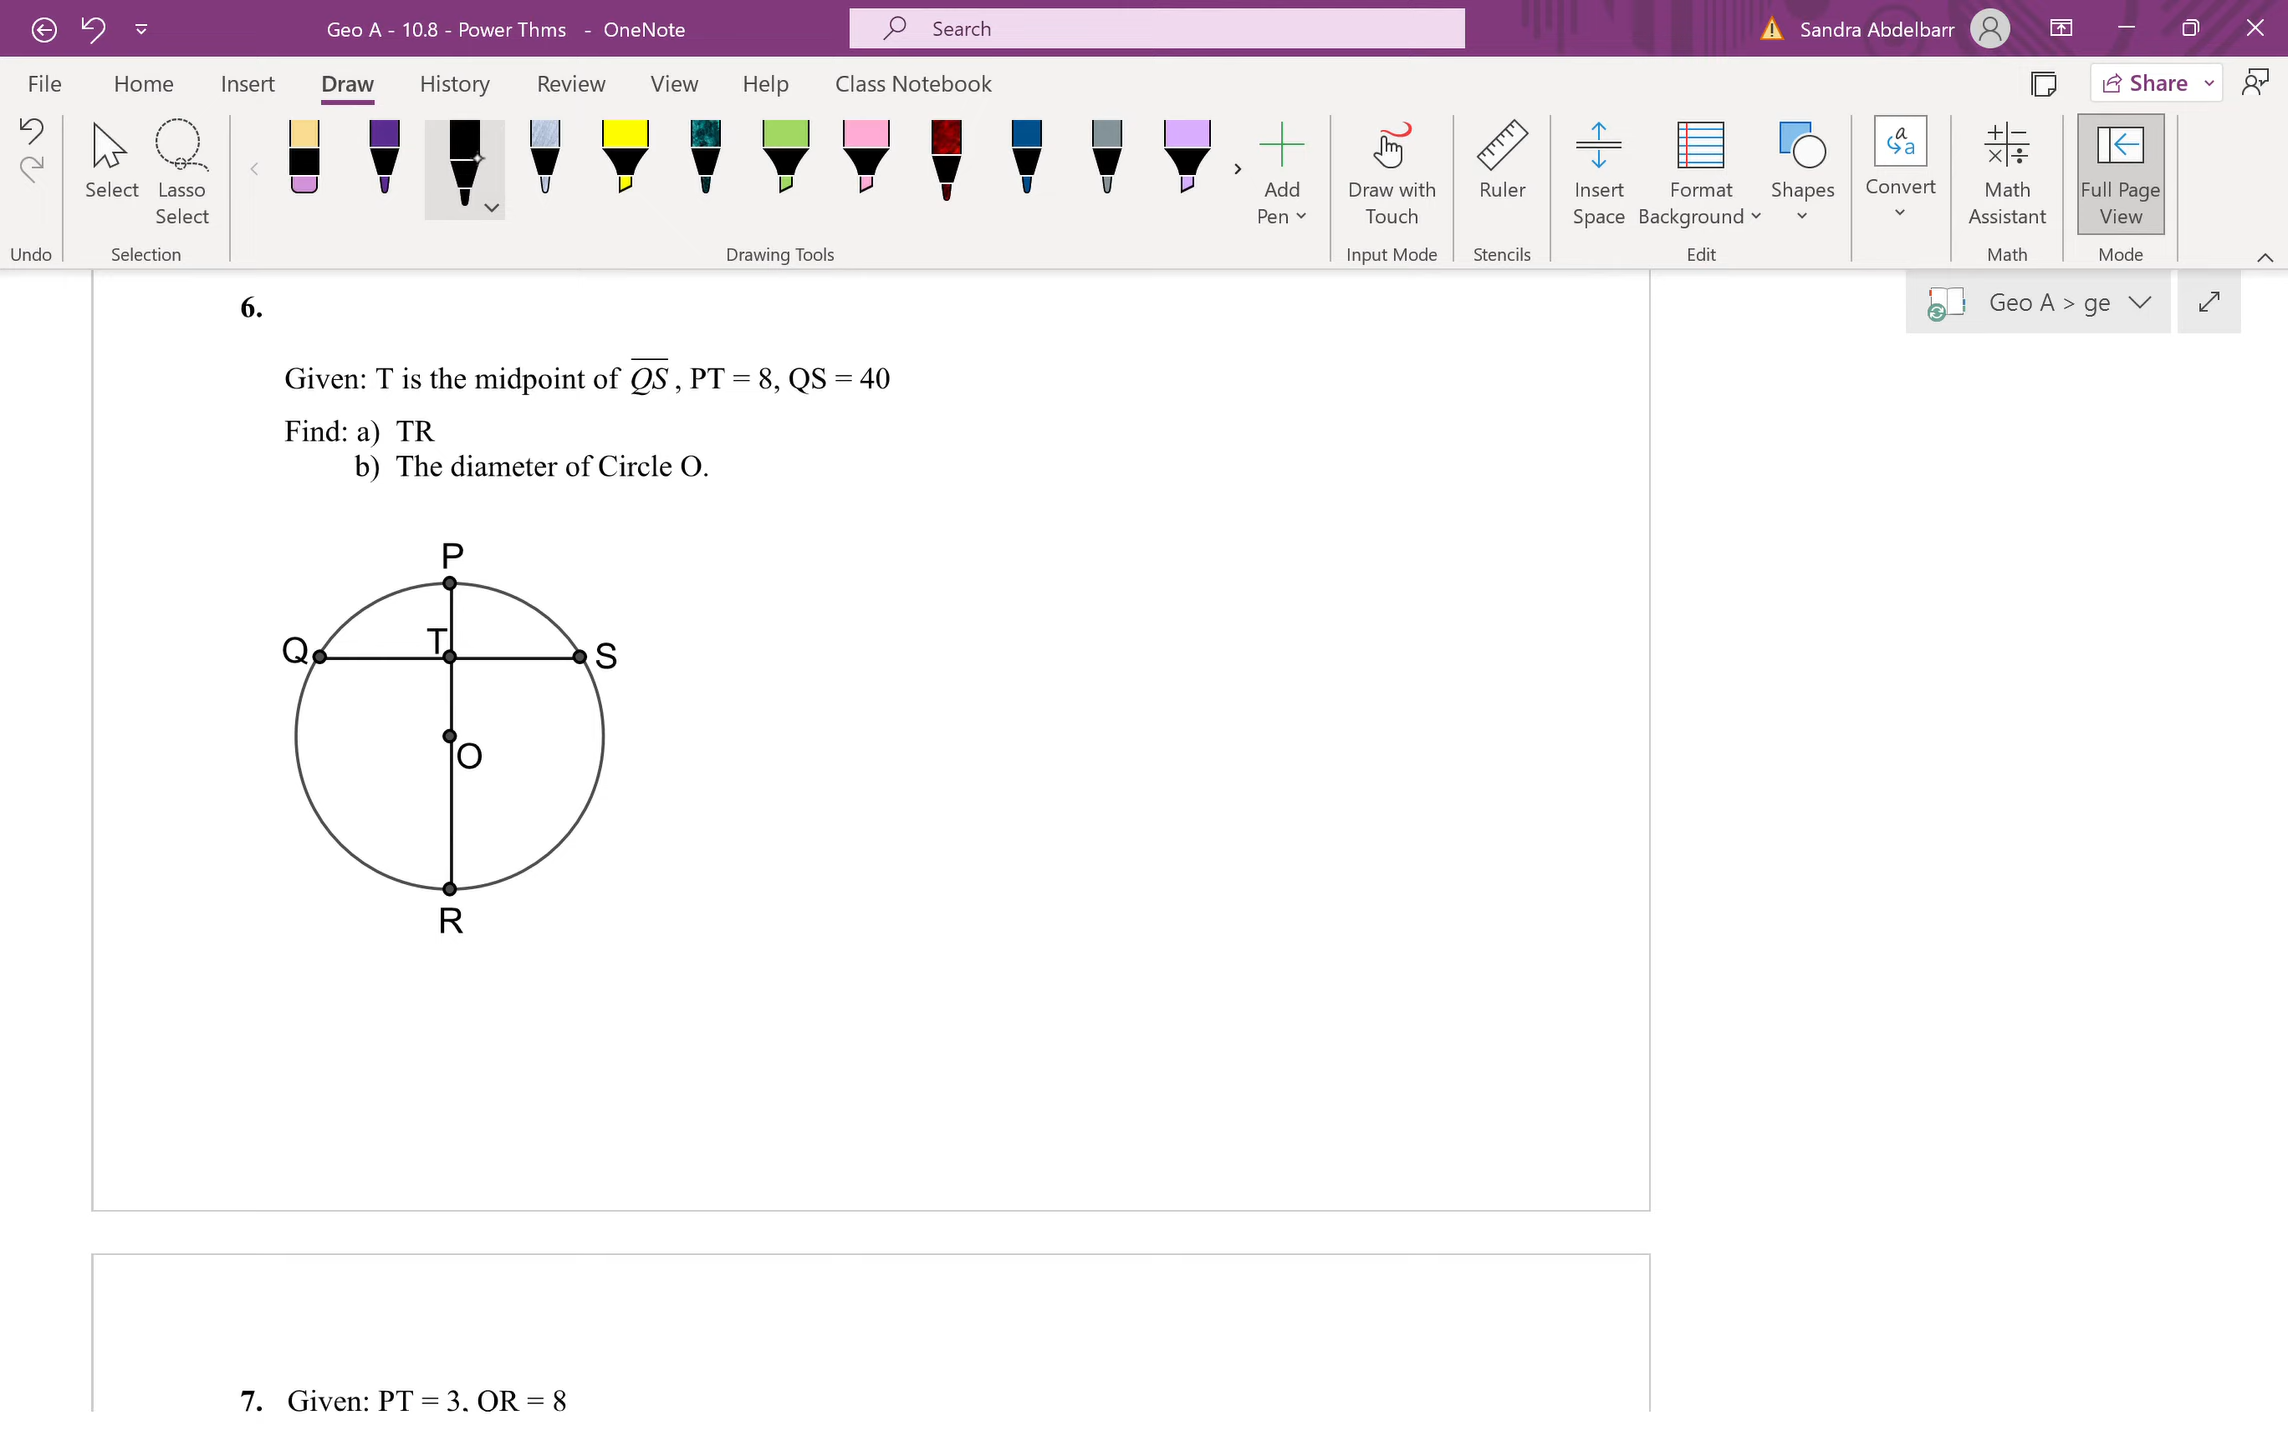 Geo A - 10.8 - Power Thms - OneNote
Search
Sandra Abdelbarr
File Home Insert Draw History Review View Help Class Notebook
Share
Select
Lasso
Select
Add
Pen
Draw with
Touch
Ruler
Insert
Space
Format
Background
Shapes
a
a
Convert
Math
Assistant
Full Page
View
Undo Selection Drawing Tools Input Mode Stencils Edit Math Mode
Geo A > ge
6.
Given: T is the midpoint of QS, PT = 8, QS = 40
Find: a) TR
b) The diameter of Circle O.
P
Q T S
O
R
7. Given: PT = 3, OR = 8